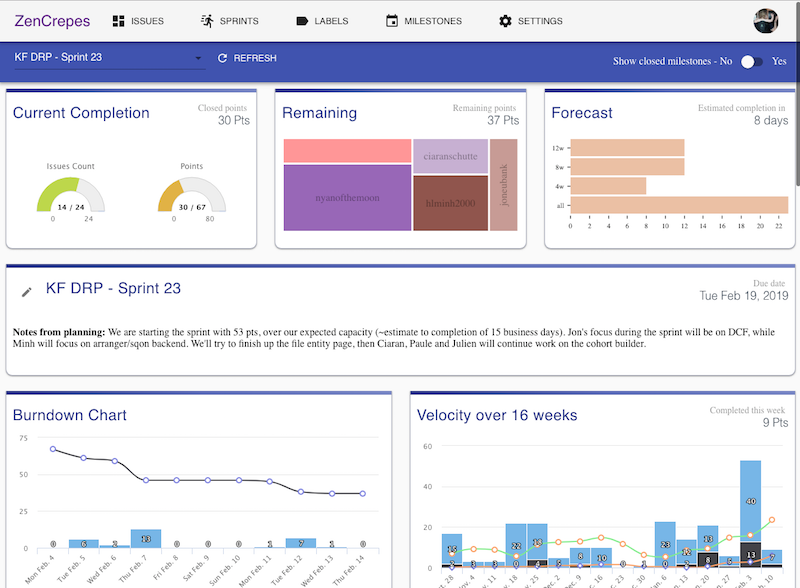 ZenCrepes
ISSUES
SPRINTS
LABELS
MILESTONES
SETTINGS
KF DRP - Sprint 23
REFRESH
Show closed milestones - No
Yes
Current Completion
Closed points
30 Pts
Issues Count
14 / 24
0
24
Points
30 / 67
0
80
Remaining
Remaining points
37 Pts
nyanofthemoon
ciaranschutte
hlminh2000
joneubank
Forecast
Estimated completion in
8 days
12w
8w
4w
all
0 2 4 6 8 10 12 14 16 18 20 22
KF DRP - Sprint 23
Due date
Tue Feb 19, 2019
Notes from planning: We are starting the sprint with 53 pts, over our expected capacity (~estimate to completion of 15 business days). Jon's focus during the sprint will be on DCF, while
Minh will focus on arranger/sqon backend. We'll try to finish up the file entity page, then Ciaran, Paule and Julien will continue work on the cohort builder.
Burndown Chart
75
50
25
0
0 6 2 13 0 0 0 1 7 1 0
Mon Feb. 4
Tue Feb. 5
Wed Feb. 6
Thu Feb. 7
Fri Feb. 8
Sat Feb. 9
Sun Feb. 10
Mon Feb. 11
Tue Feb. 12
Wed Feb. 13
Thu Feb. 14
Velocity over 16 weeks
Completed this week
9 Pts
60
40
20
0
15
22
18
8
10
23
12
13
8
5
40
13
7